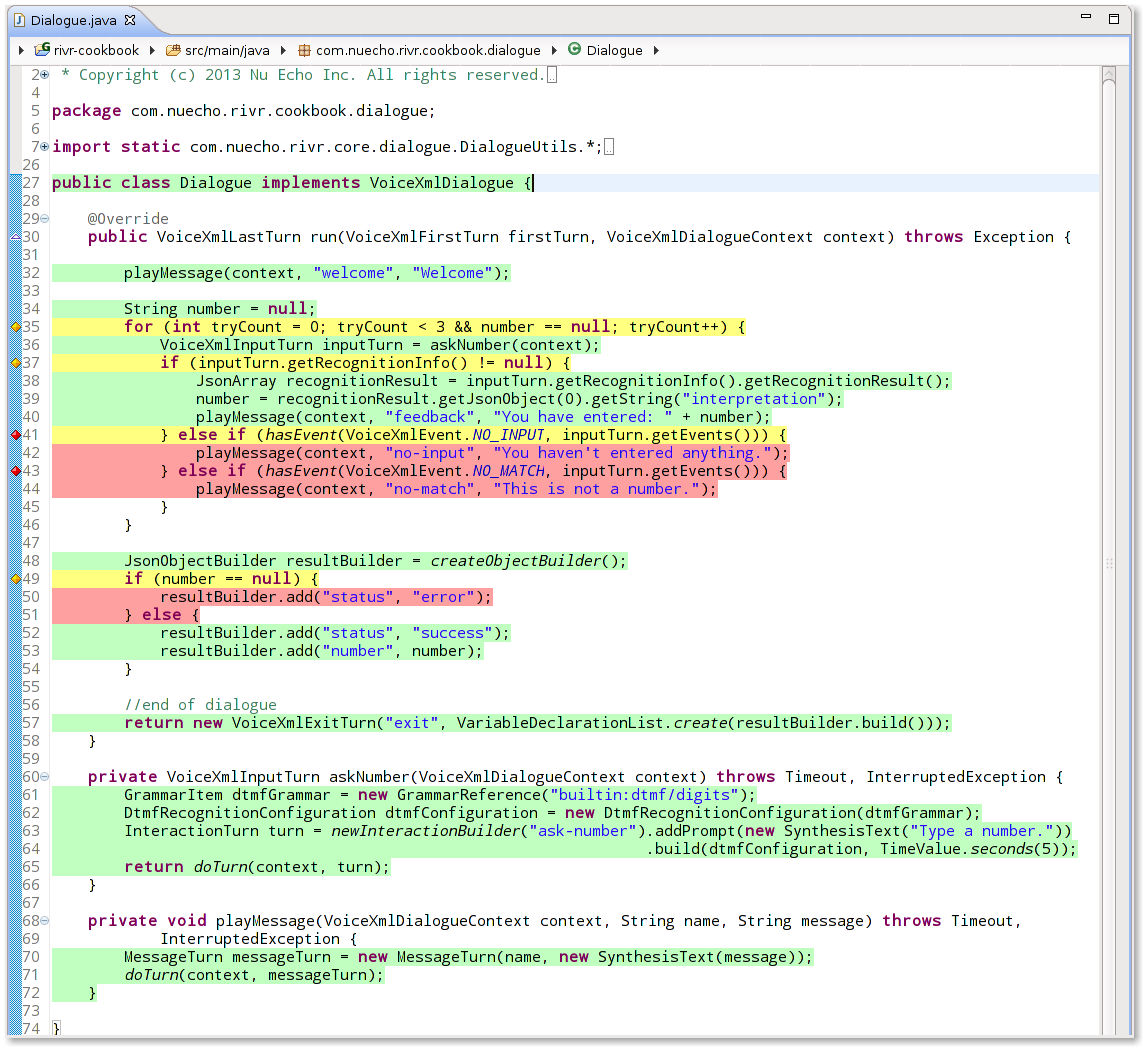 Dialogue.java
rivr-cookbook src/main/java com.nuecho.rivr.cookbook.dialogue Dialogue
2 * Copyright (c) 2013 Nu Echo Inc. All rights reserved.
4
5 package com.nuecho.rivr.cookbook.dialogue;
6
7 import static com.nuecho.rivr.core.dialogue.DialogueUtils.*;
26
27 public class Dialogue implements VoiceXmlDialogue {
28
29     @Override
30     public VoiceXmlLastTurn run(VoiceXmlFirstTurn firstTurn, VoiceXmlDialogueContext context) throws Exception {
31
32         playMessage(context, "welcome", "Welcome");
33
34         String number = null;
35         for (int tryCount = 0; tryCount < 3 && number == null; tryCount++) {
36             VoiceXmlInputTurn inputTurn = askNumber(context);
37             if (inputTurn.getRecognitionInfo() != null) {
38                 JsonArray recognitionResult = inputTurn.getRecognitionInfo().getRecognitionResult();
39                 number = recognitionResult.getJsonObject(0).getString("interpretation");
40                 playMessage(context, "feedback", "You have entered: " + number);
41             } else if (hasEvent(VoiceXmlEvent.NO_INPUT, inputTurn.getEvents())) {
42                 playMessage(context, "no-input", "You haven't entered anything.");
43             } else if (hasEvent(VoiceXmlEvent.NO_MATCH, inputTurn.getEvents())) {
44                 playMessage(context, "no-match", "This is not a number.");
45             }
46         }
47
48         JsonObjectBuilder resultBuilder = createObjectBuilder();
49         if (number == null) {
50             resultBuilder.add("status", "error");
51         } else {
52             resultBuilder.add("status", "success");
53             resultBuilder.add("number", number);
54         }
55
56         //end of dialogue
57         return new VoiceXmlExitTurn("exit", VariableDeclarationList.create(resultBuilder.build()));
58     }
59
60     private VoiceXmlInputTurn askNumber(VoiceXmlDialogueContext context) throws Timeout, InterruptedException {
61         GrammarItem dtmfGrammar = new GrammarReference("builtin:dtmf/digits");
62         DtmfRecognitionConfiguration dtmfConfiguration = new DtmfRecognitionConfiguration(dtmfGrammar);
63         InteractionTurn turn = newInteractionBuilder("ask-number").addPrompt(new SynthesisText("Type a number."))
64                                                                   .build(dtmfConfiguration, TimeValue.seconds(5));
65         return doTurn(context, turn);
66     }
67
68     private void playMessage(VoiceXmlDialogueContext context, String name, String message) throws Timeout,
69             InterruptedException {
70         MessageTurn messageTurn = new MessageTurn(name, new SynthesisText(message));
71         doTurn(context, messageTurn);
72     }
73
74 }